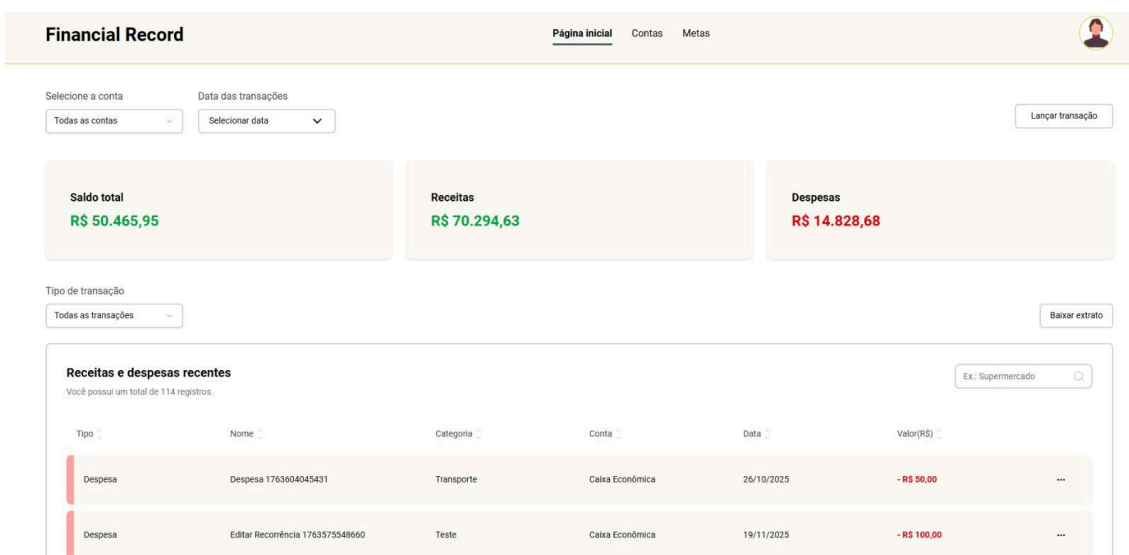 Financial Record
Página inicial Contas Metas
Selecione a conta Data das transações
Todas as contas Selecionar data Lançar transação
Saldo total Receitas Despesas
R$ 50.465,95 R$ 70.294,63 R$ 14.828,68
Tipo de transação
Todas as transações Baixar extrato
Receitas e despesas recentes
Você possui um total de 114 registros.
Ex.: Supermercado
Tipo Nome Categoria Conta Data Valor(R$)
Despesa Despesa 1763604045431 Transporte Caixa Econômica 26/10/2025 - R$ 50,00 ...
Despesa Editar Recorrência 1763575548660 Teste Caixa Econômica 19/11/2025 - R$ 100,00 ...